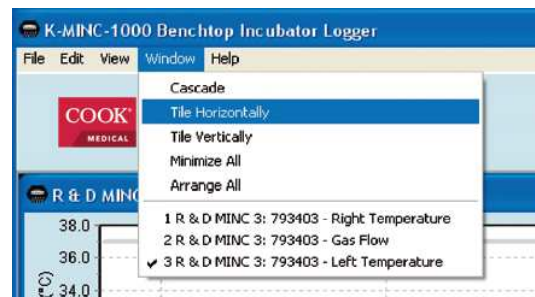 K-MINC-1000 Benchtop Incubator Logger
File Edit View Window Help
COOK®
MEDICAL
Cascade
Tile Horizontally
Tile Vertically
Minimize All
Arrange All
1 R & D MINC 3: 793403 - Right Temperature
2 R & D MINC 3: 793403 - Gas Flow
✓ 3 R & D MINC 3: 793403 - Left Temperature
R & D MINC
38.0
36.0
34.0